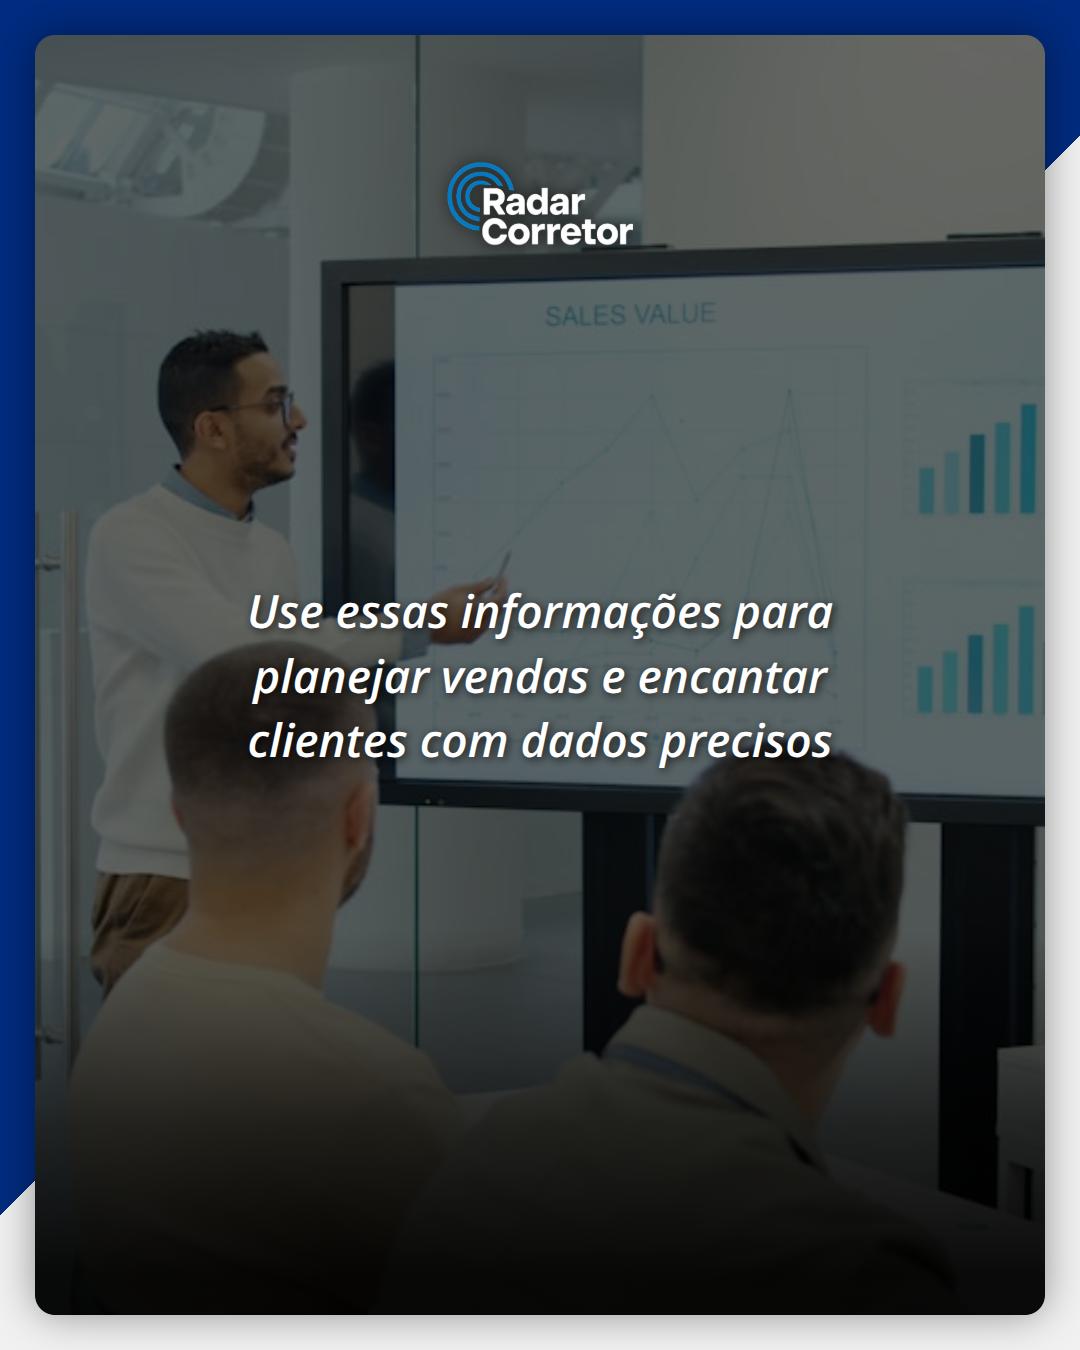 Radar
Corretor
SALES VALUE
Use essas informações para
planejar vendas e encantar
clientes com dados precisos